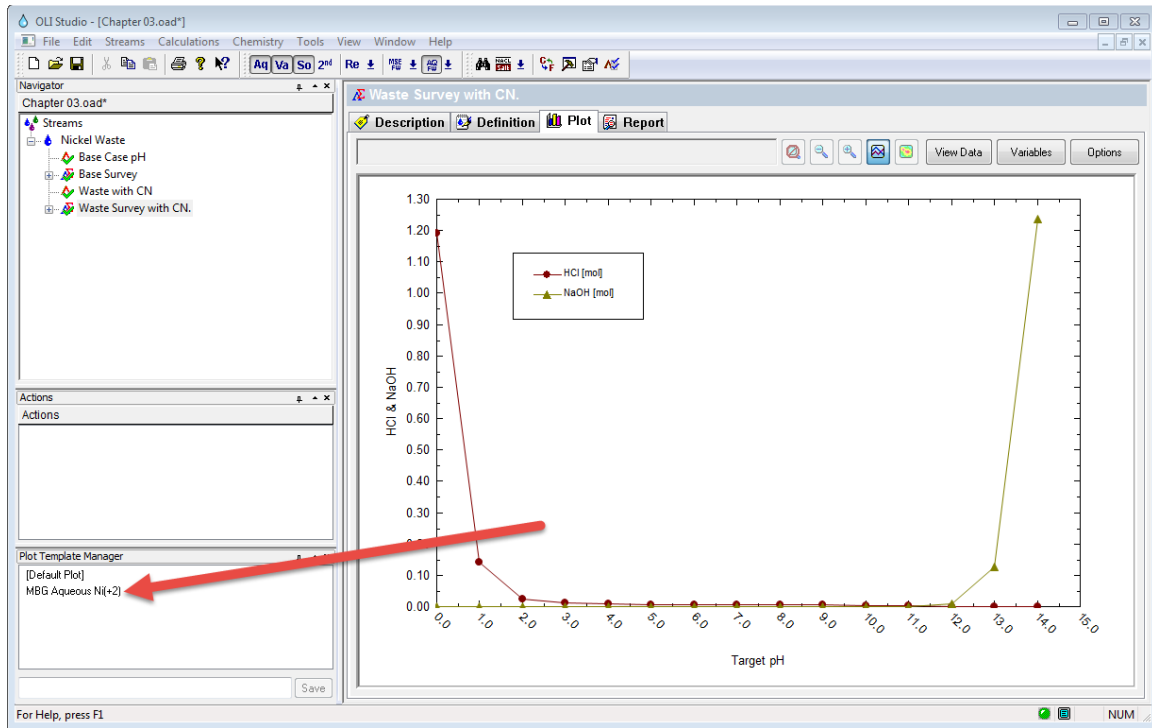 OLI Studio - [Chapter 03.oad*]
File Edit Streams Calculations Chemistry Tools View Window Help
Aq Va So 2nd Re MSE FW AQ FW
Navigator
Chapter 03.oad*
Streams
Nickel Waste
Base Case pH
Base Survey
Waste with CN
Waste Survey with CN.
Actions
Actions
Plot Template Manager
[Default Plot]
MBG Aqueous Ni(+2)
Save
Waste Survey with CN.
Description Definition Plot Report
View Data Variables Options
1.30
1.20
1.10
1.00
0.90
0.80
0.70
0.60
0.50
0.40
0.30
0.10
0.00
HCl & NaOH
HCl [mol]
NaOH [mol]
0.0 1.0 2.0 3.0 4.0 5.0 6.0 7.0 8.0 9.0 10.0 11.0 12.0 13.0 14.0 15.0
Target pH
For Help, press F1
NUM